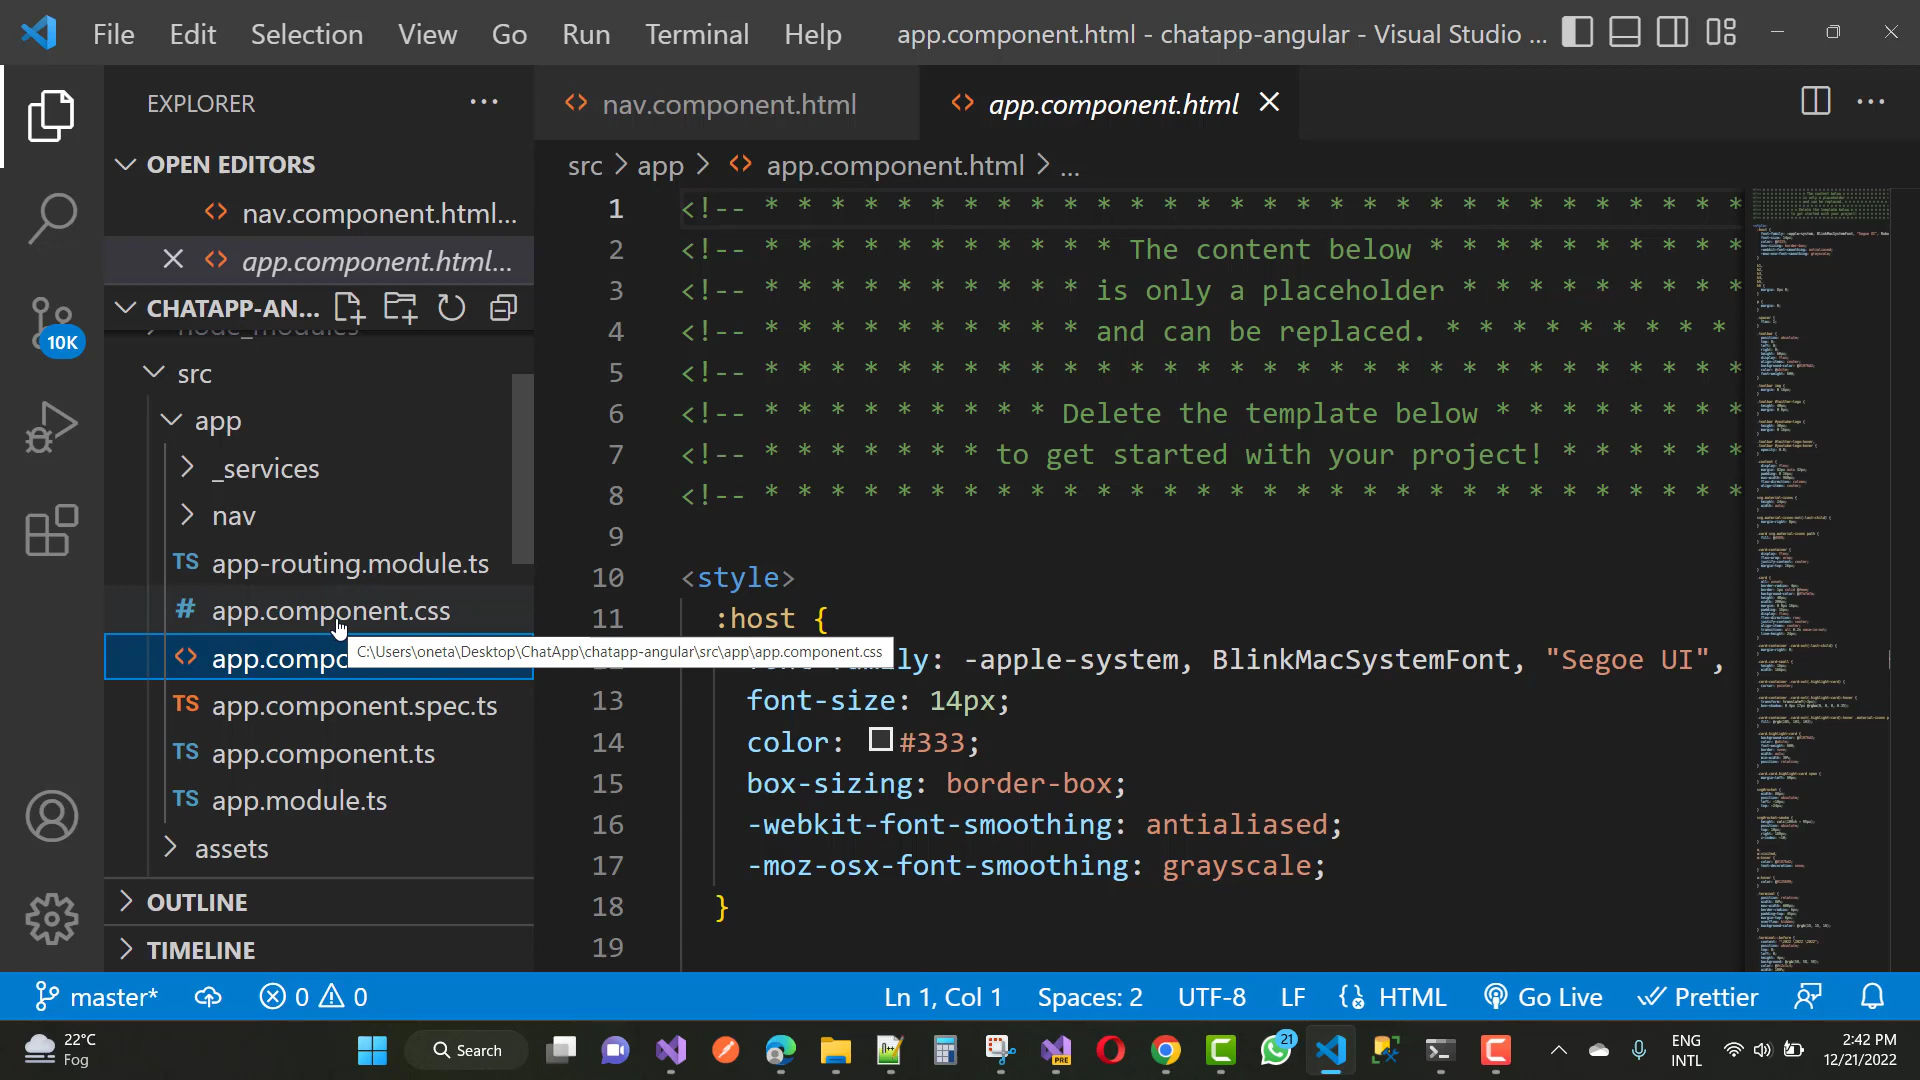 File Edit Selection View Go Run Terminal Help app.component.html - chatapp-angular - Visual Studio ...
EXPLORER
nav.component.html
app.component.html
OPEN EDITORS
src > app > app.component.html > ...
nav.component.html...
app.component.html...
CHATAPP-AN...
node_modules
src
app
_services
nav
app-routing.module.ts
app.component.css
app.compo
C:\Users\oneta\Desktop\ChatApp\chatapp-angular\src\app\app.component.css
app.component.spec.ts
app.component.ts
app.module.ts
assets
OUTLINE
TIMELINE
10K
1 <!-- * * * * * * * * * * * * * * * * * * * * * * * * * * * * * *
2 <!-- * * * * * * * * * * * The content below * * * * * * * * * *
3 <!-- * * * * * * * * * * is only a placeholder * * * * * * * * *
4 <!-- * * * * * * * * * * and can be replaced. * * * * * * * * *
5 <!-- * * * * * * * * * * * * * * * * * * * * * * * * * * * * * *
6 <!-- * * * * * * * * * Delete the template below * * * * * * * *
7 <!-- * * * * * * * to get started with your project! * * * * * *
8 <!-- * * * * * * * * * * * * * * * * * * * * * * * * * * * * * *
9
10 <style>
11 :host {
-apple-system, BlinkMacSystemFont, "Segoe UI",
13 font-size: 14px;
14 color: #333;
15 box-sizing: border-box;
16 -webkit-font-smoothing: antialiased;
17 -moz-osx-font-smoothing: grayscale;
18 }
19
master* 0 0 Ln 1, Col 1 Spaces: 2 UTF-8 LF HTML Go Live Prettier
22°C
Fog
Search
PRE
21
ENG
INTL
2:42 PM
12/21/2022